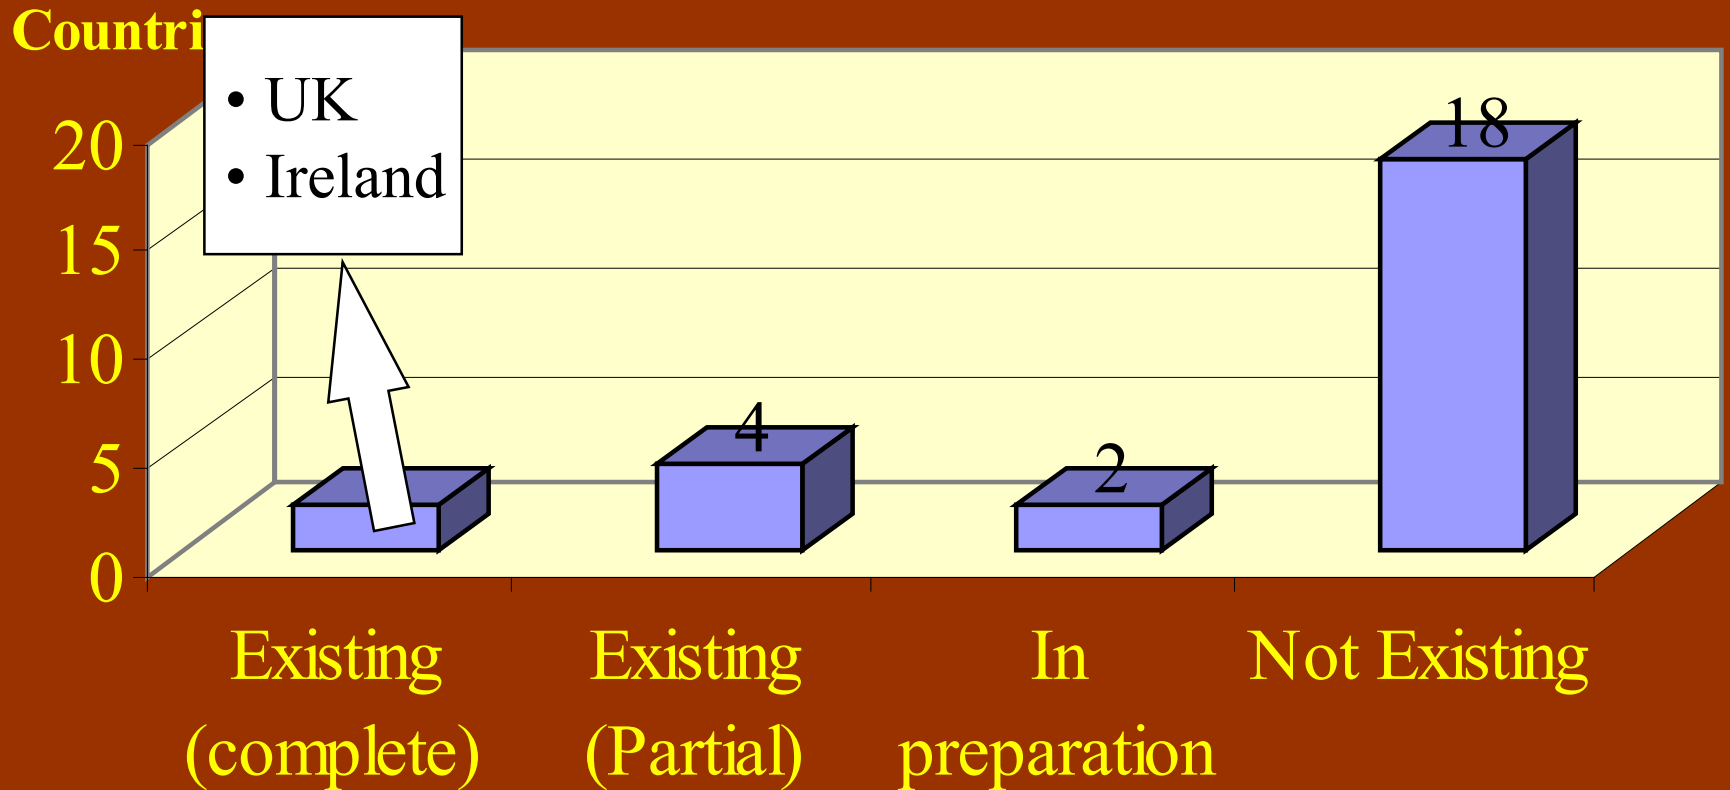 Countri
• UK
• Ireland
20
15
10
5
0
4
2
18
Existing
(complete)
Existing
(Partial)
In
preparation
Not Existing